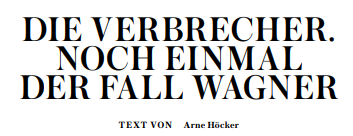 DIE VERBRECHER.
NOCH EINMAL
DER FALL WAGNER
TEXT VON Arne Höcker